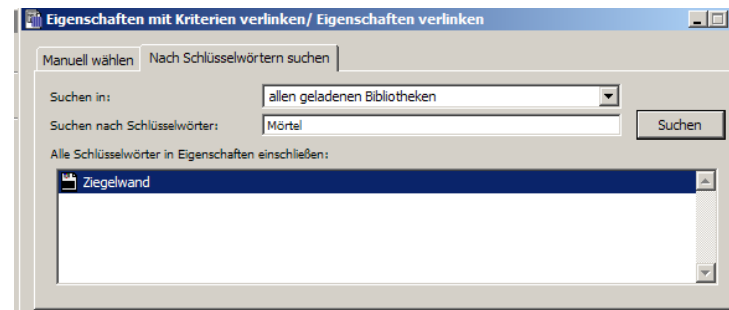 Eigenschaften mit Kriterien verlinken/ Eigenschaften verlinken
Manuell wählen Nach Schlüsselwörtern suchen
Suchen in: allen geladenen Bibliotheken
Suchen nach Schlüsselwörter: Mörtel Suchen
Alle Schlüsselwörter in Eigenschaften einschließen:
Ziegelwand